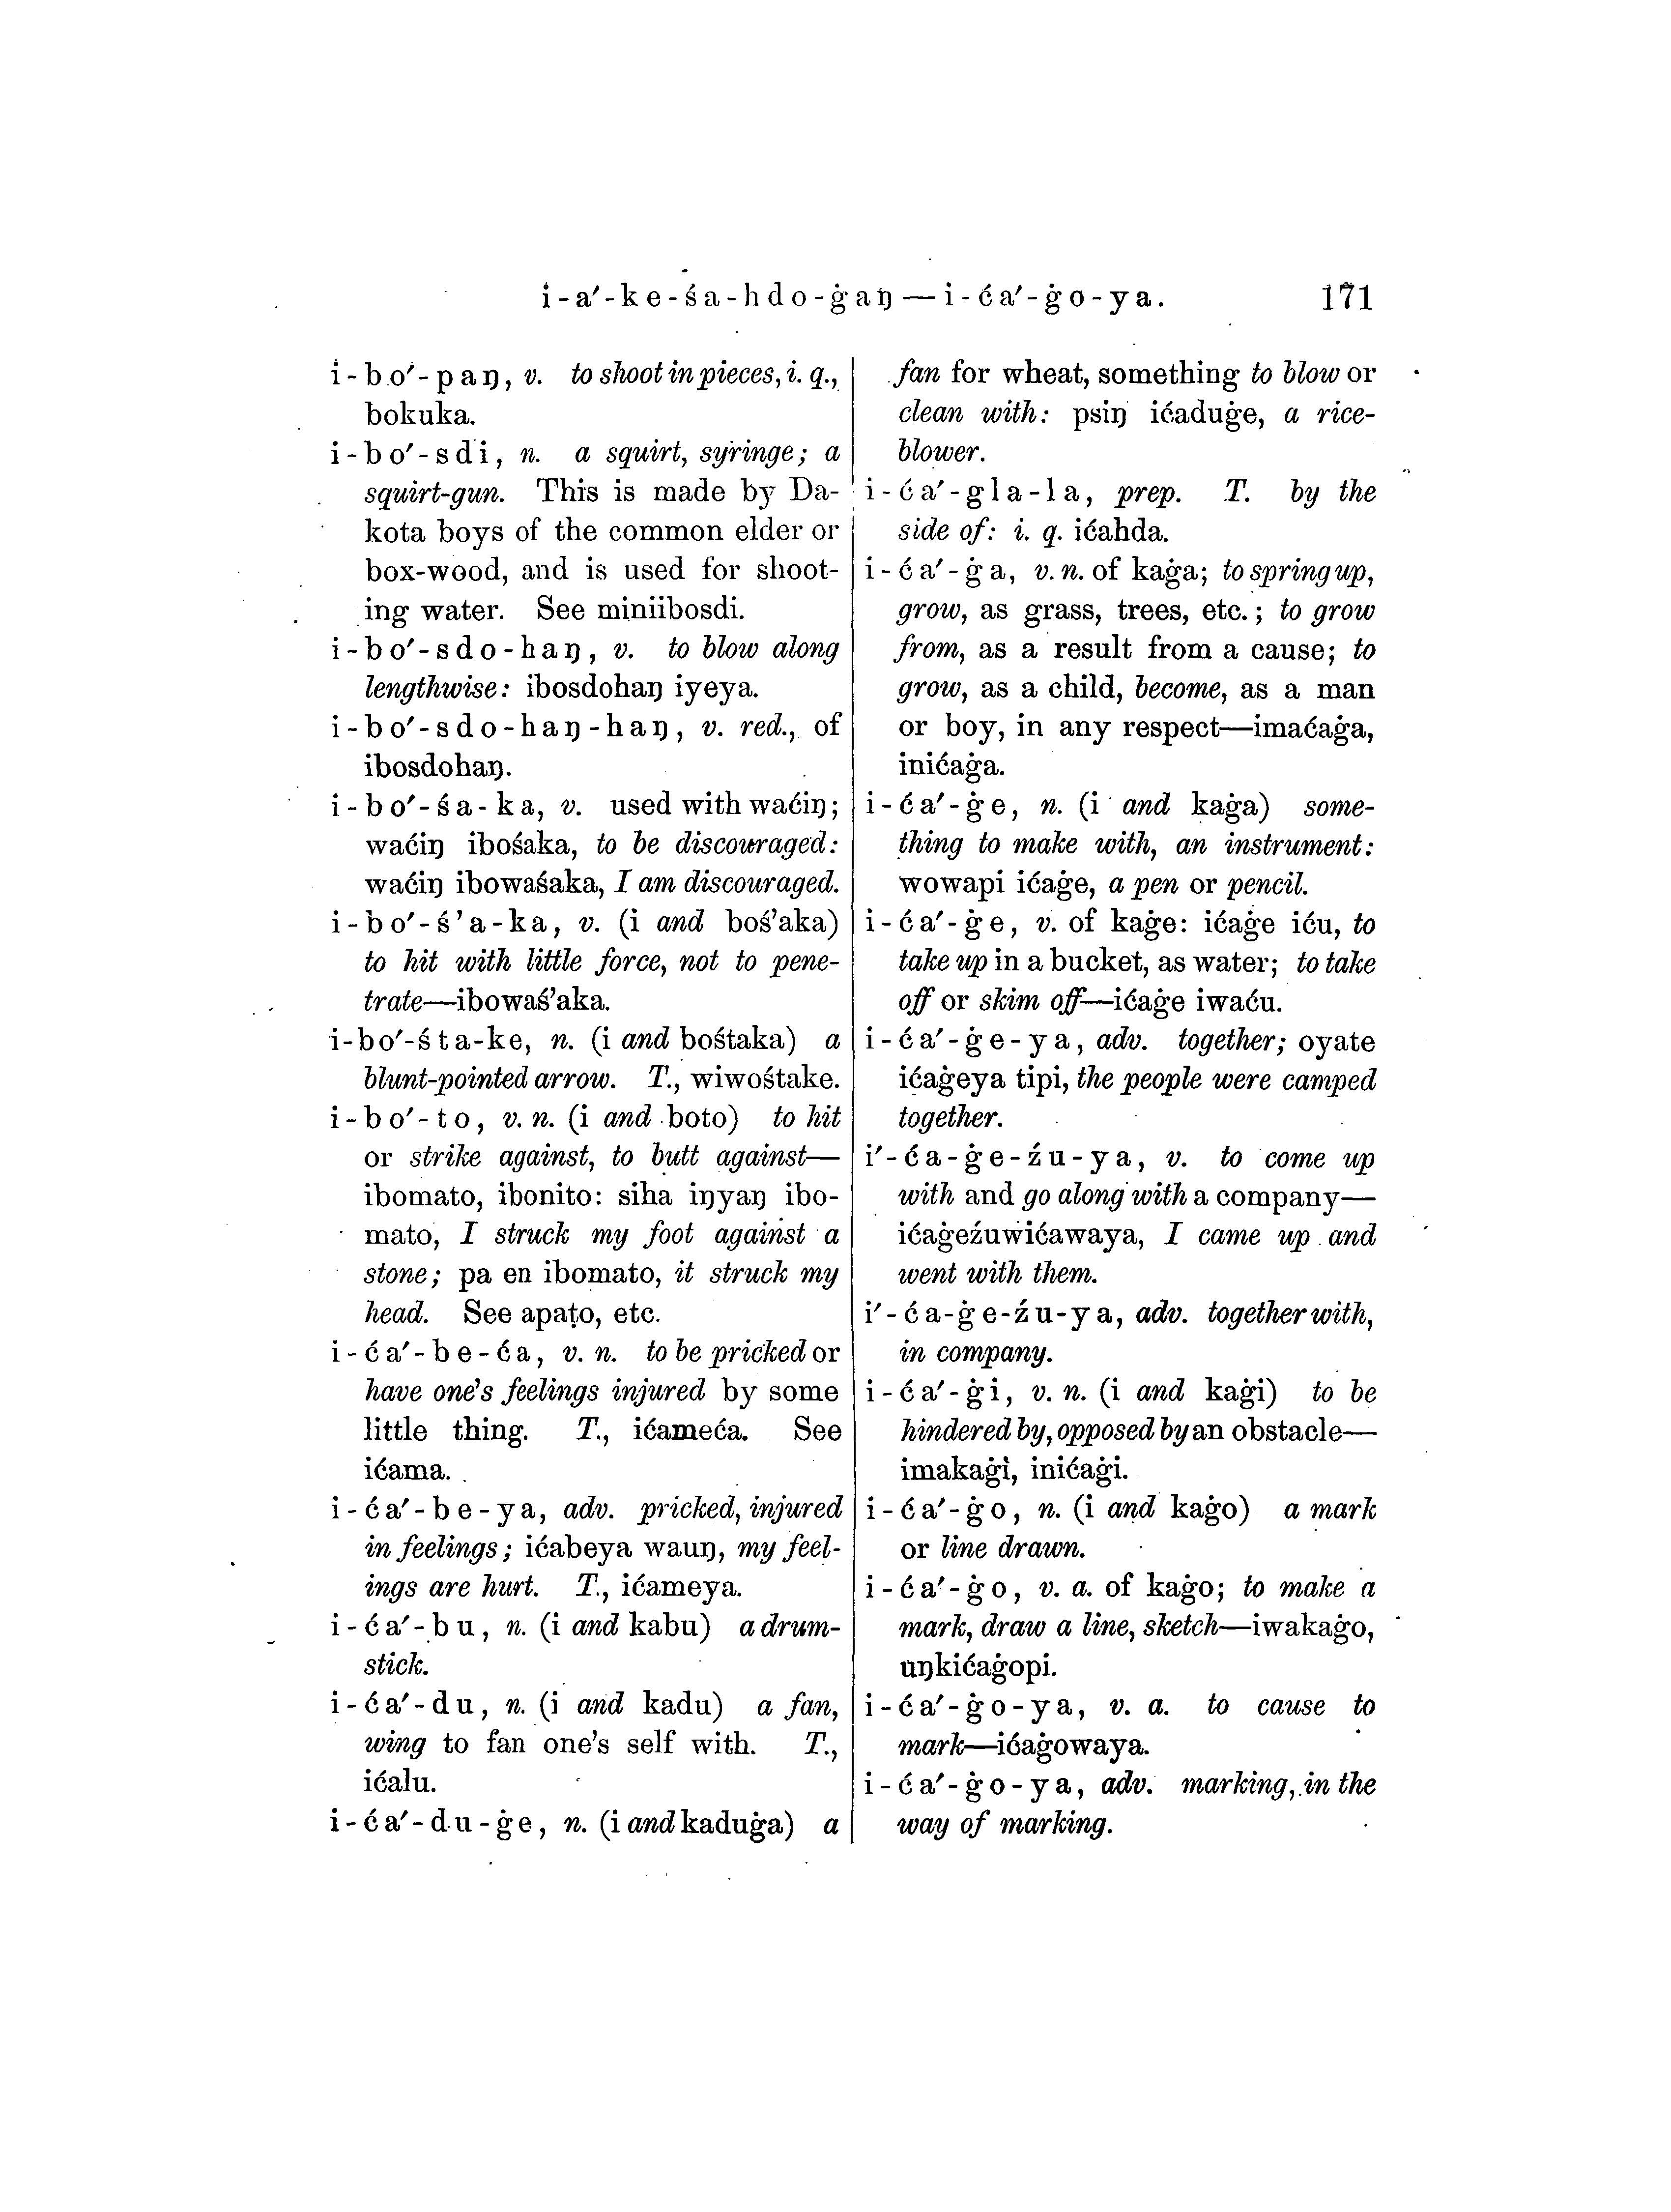 i-a′-ke-śa-hdo-ġaŋ—i-ća′-ġo-ya. 171
i-bo′-paŋ, v. to shoot in pieces, i. q.,
bokuka.
i-bo′-sdi, n. a squirt, syringe; a
squirt-gun. This is made by Da-
kota boys of the common elder or
box-wood, and is used for shoot-
ing water. See miniibosdi.
i-bo′-sdo-haŋ, v. to blow along
lengthwise: ibosdohaŋ iyeya.
i-bo′-sdo-haŋ-haŋ, v. red., of
ibosdohaŋ.
i-bo′-śa-ka, v. used with waćiŋ;
waćiŋ ibośaka, to be discouraged:
waćiŋ ibowaśaka, I am discouraged.
i-bo′-ś’a-ka, v. (i and boś’aka)
to hit with little force, not to pene-
trate—ibowaś’aka.
i-bo′-śta-ke, n. (i and bośtaka) a
blunt-pointed arrow. T., wiwośtake.
i-bo′-to, v. n. (i and boto) to hit
or strike against, to butt against—
ibomato, ibonito: siha iŋyaŋ ibo-
mato, I struck my foot against a
stone; pa en ibomato, it struck my
head. See apaṭo, etc.
i-ća′-be-ća, v. n. to be pricked or
have one’s feelings injured by some
little thing. T., ićameća. See
ićama.
i-ća′-be-ya, adv. pricked, injured
in feelings; ićabeya wauŋ, my feel-
ings are hurt. T., ićameya.
i-ća′-bu, n. (i and kabu) a drum-
stick.
i-ća′-du, n. (i and kadu) a fan,
wing to fan one’s self with. T.,
ićalu.
i-ća′-du-ġe, n. (i and kaduġa) a
fan for wheat, something to blow or
clean with: psiŋ ićaduġe, a rice-
blower.
i-ća′-gla-la, prep. T. by the
side of: i. q. ićahda.
i-ća′-ġa, v. n. of kaġa; to spring up,
grow, as grass, trees, etc.; to grow
from, as a result from a cause; to
grow, as a child, become, as a man
or boy, in any respect—imaćaġa,
inićaġa.
i-ća′-ġe, n. (i and kaġa) some-
thing to make with, an instrument:
wowapi ićaġe, a pen or pencil.
i-ća′-ġe, v. of kaġe: ićaġe iću, to
take up in a bucket, as water; to take
off or skim off—ićaġe iwaću.
i-ća′-ġe-ya, adv. together; oyate
ićaġeya tipi, the people were camped
together.
i′-ća-ġe-źu-ya, v. to come up
with and go along with a company—
ićaġeźuwićawaya, I came up and
went with them.
i′-ća-ġe-źu-ya, adv. together with,
in company.
i-ća′-ġi, v. n. (i and kaġi) to be
hindered by, opposed by an obstacle—
imakaġi, inićaġi.
i-ća′-ġo, n. (i and kaġo) a mark
or line drawn.
i-ća′-ġo, v. a. of kaġo; to make a
mark, draw a line, sketch—iwakaġo,
uŋkićaġopi.
i-ća′-ġo-ya, v. a. to cause to
mark—ićaġowaya.
i-ća′-ġo-ya, adv. marking, in the
way of marking.